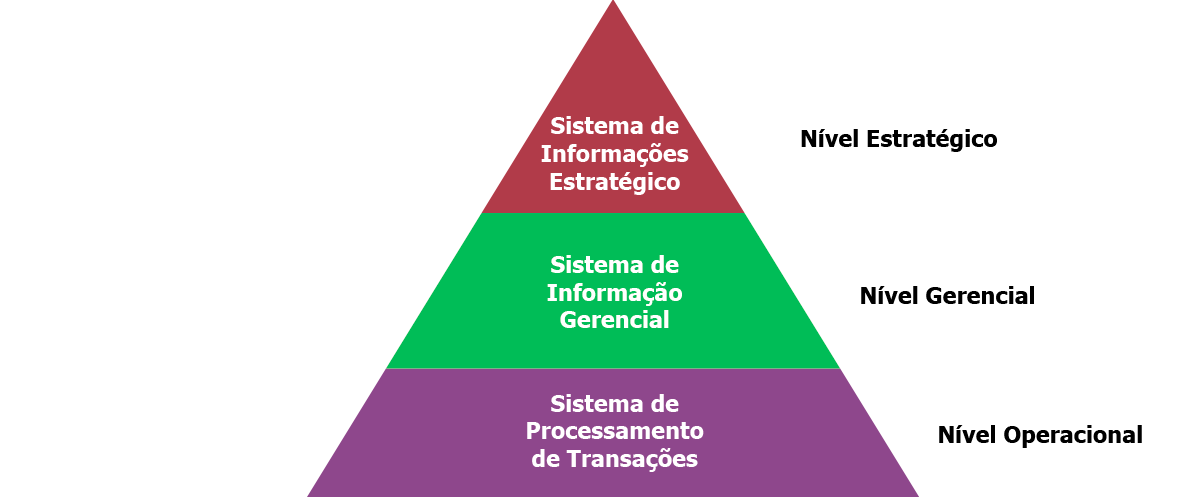 Sistema de
Informações
Estratégico
Nível Estratégico
Sistema de
Informação
Gerencial
Nível Gerencial
Sistema de
Processamento
de Transações
Nível Operacional